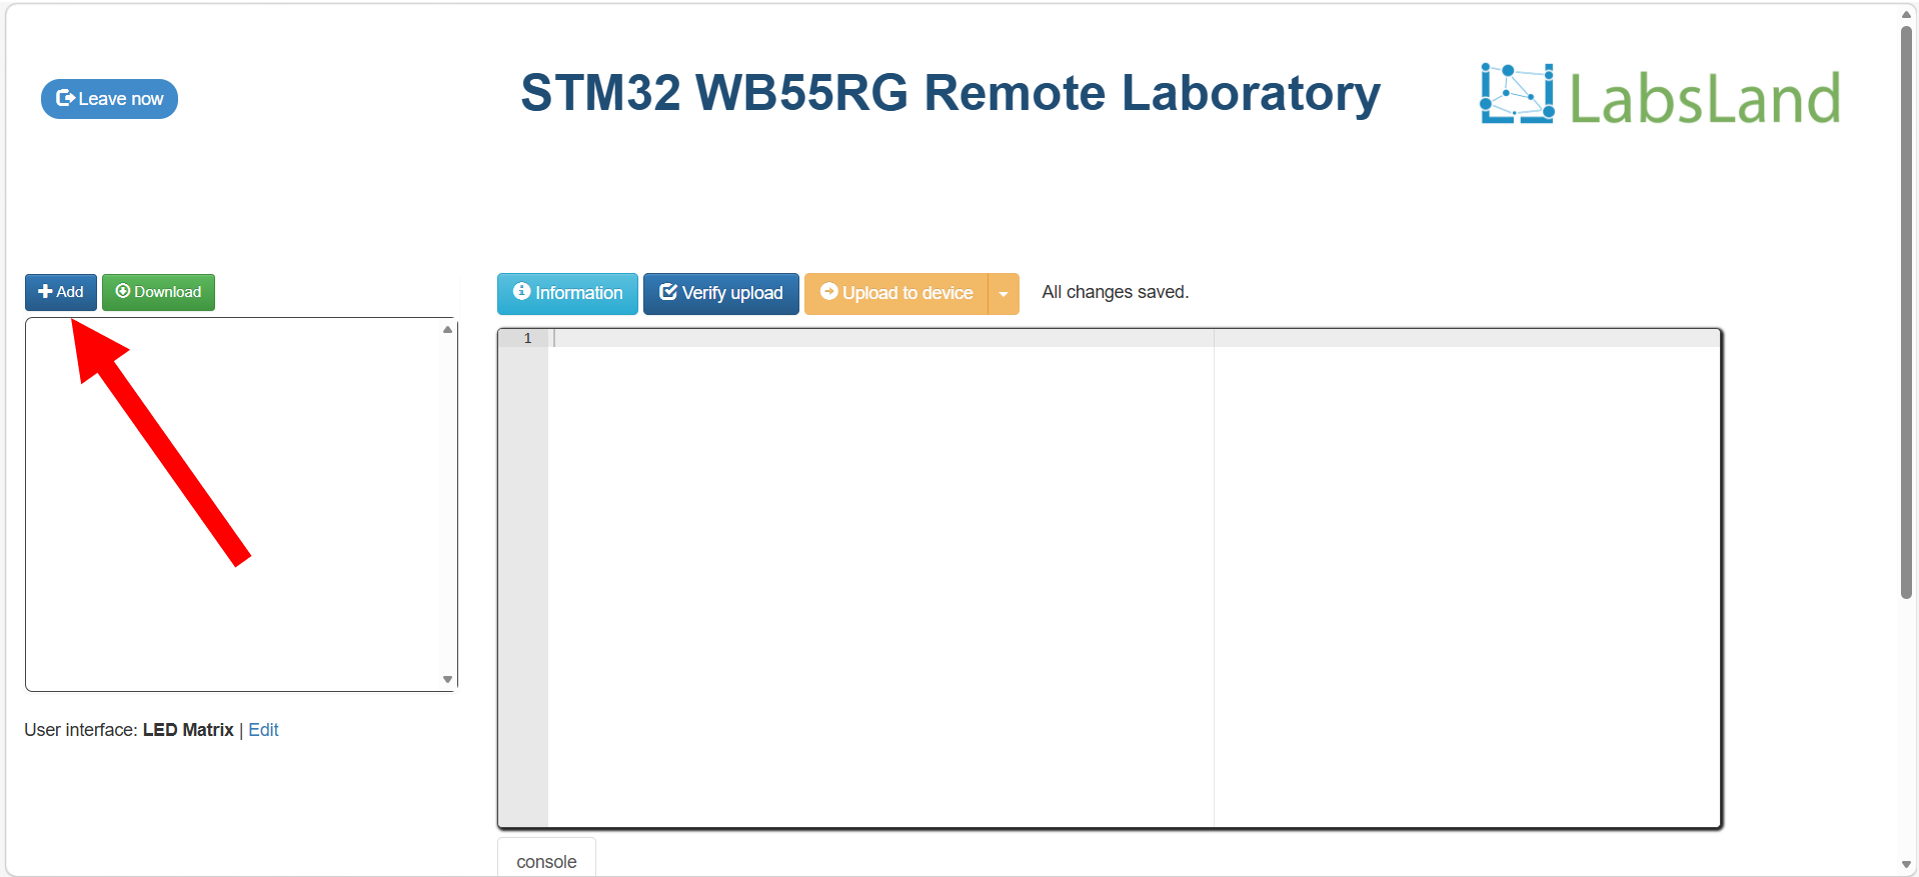 Leave now
STM32 WB55RG Remote Laboratory
LabsLand
Add
Download
Information
Verify upload
Upload to device
All changes saved.
1
User interface: LED Matrix | Edit
console